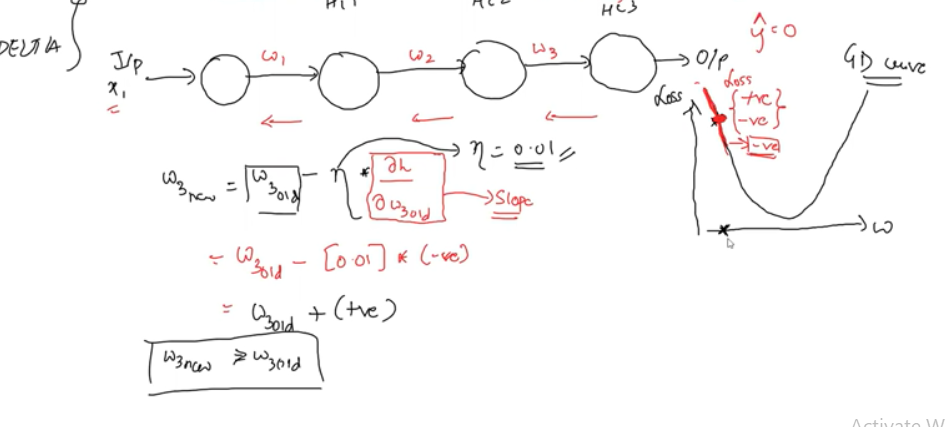 HL1 HL2 HL3
DELTA
ŷ=0
I/p
x₁
w₁ w₂ w₃
O/p
GD curve
Loss
Loss
+ve
-ve
-ve
w
w₃new = w₃old - η * ∂L/∂w₃old
η = 0.01
Slope
= w₃old - [0.01] * (-ve)
= w₃old + (+ve)
w₃new ≥ w₃old
Activate W